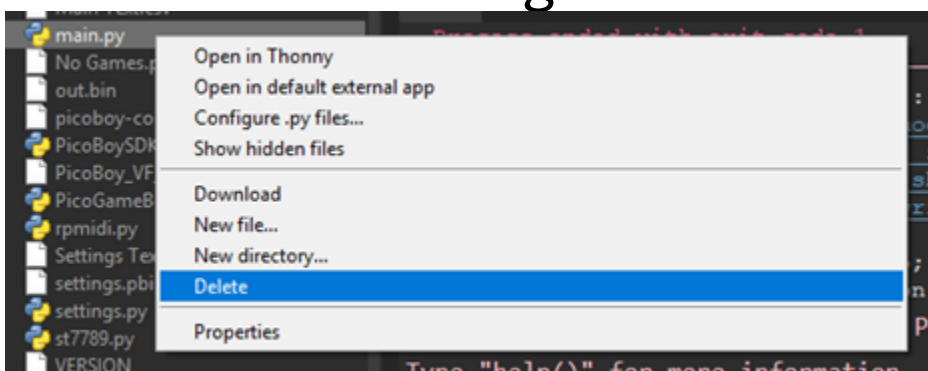 main.py
No Games.p
out.bin
picoboy-co
PicoBoySDK
PicoBoy_VF
PicoGameB
rpmidi.py
Settings Tex
settings.pbi
settings.py
st7789.py
VERSION
Open in Thonny
Open in default external app
Configure .py files...
Show hidden files
Download
New file...
New directory...
Delete
Properties
Process ended with exit code 1
Type "help()" for more information